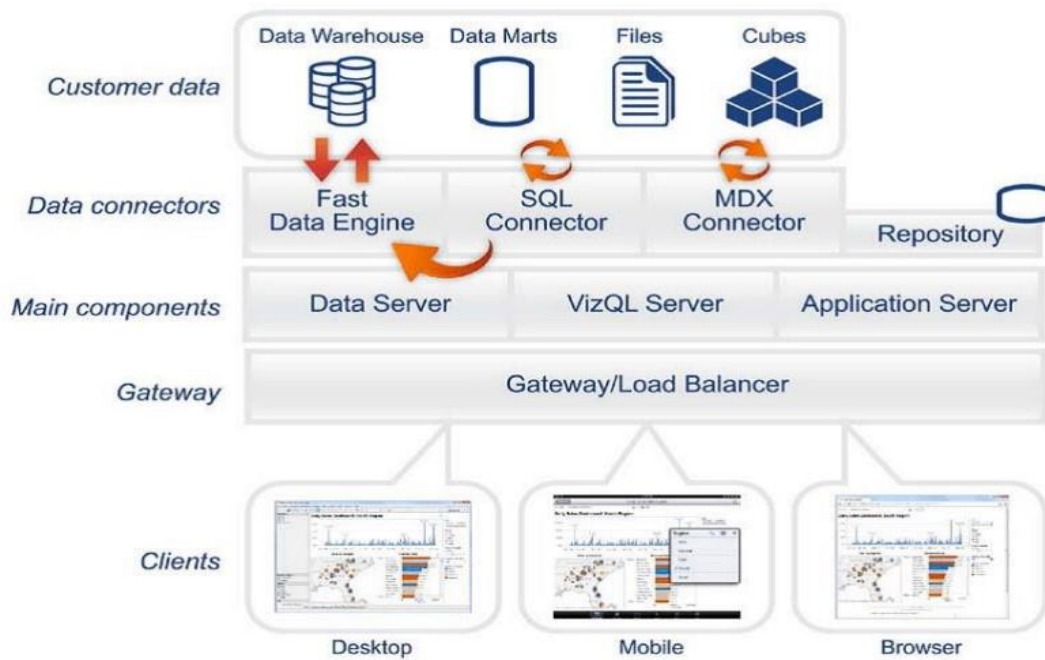 Customer data
Data Warehouse
Data Marts
Files
Cubes
Data connectors
Fast
Data Engine
SQL
Connector
MDX
Connector
Repository
Main components
Data Server
VizQL Server
Application Server
Gateway
Gateway/Load Balancer
Clients
Desktop
Mobile
Browser